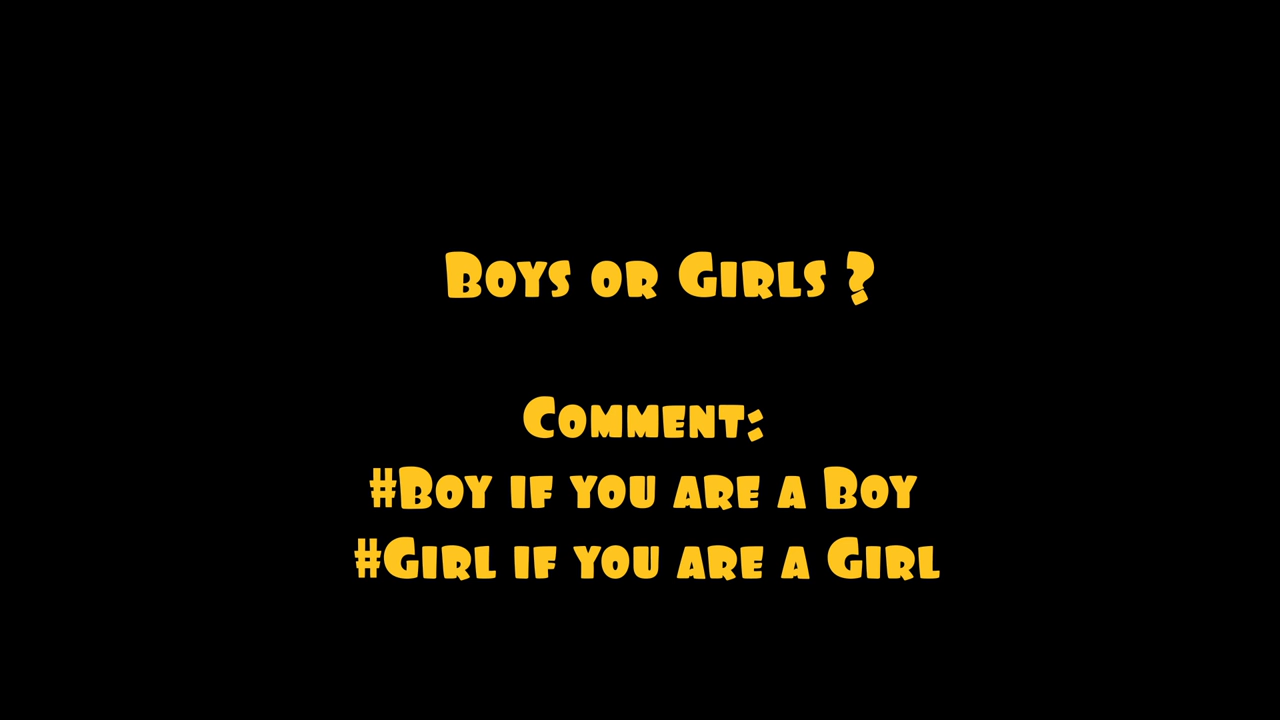 Boys or Girls ?
Comment:
#Boy if you are a Boy
#Girl if you are a Girl